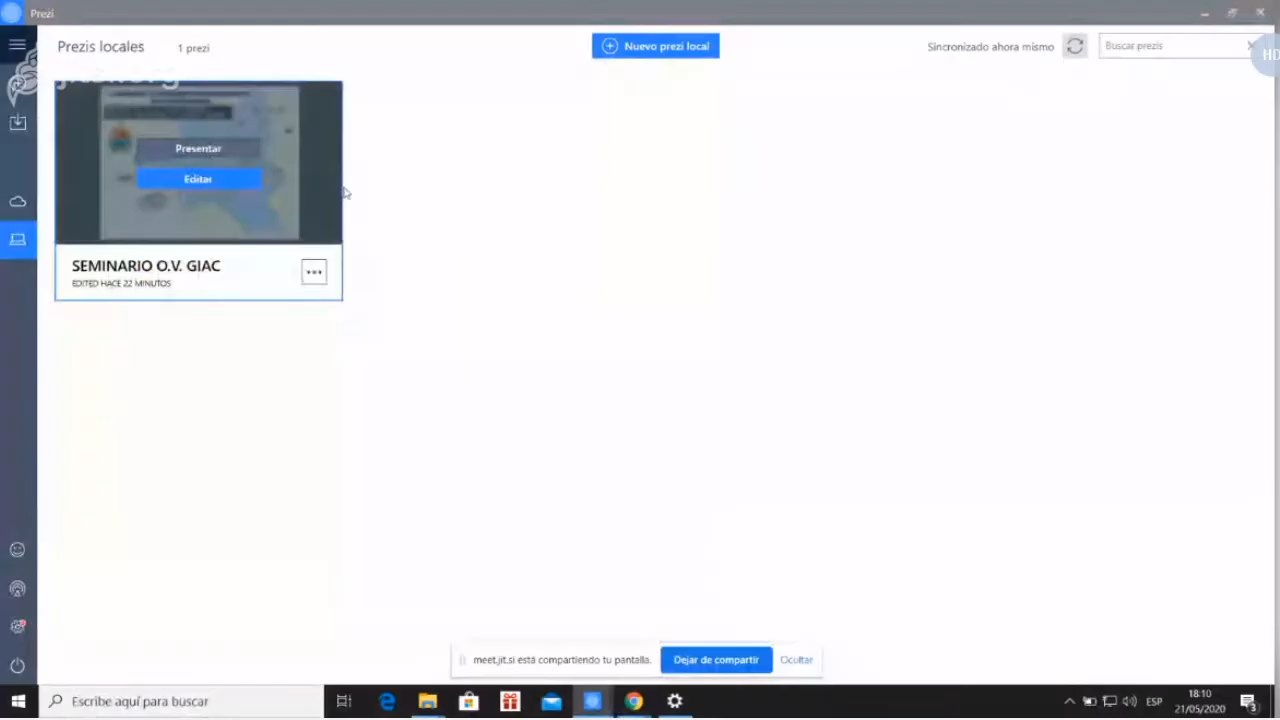 Prezi
Prezis locales
1 prezi
Nuevo prezi local
Sincronizado ahora mismo
Buscar prezis
HD
Presentar
Editar
SEMINARIO O.V. GIAC
EDITED HACE 22 MINUTOS
meet.jit.si está compartiendo tu pantalla.
Dejar de compartir
Ocultar
Escribe aquí para buscar
ESP
18:10
21/05/2020
3